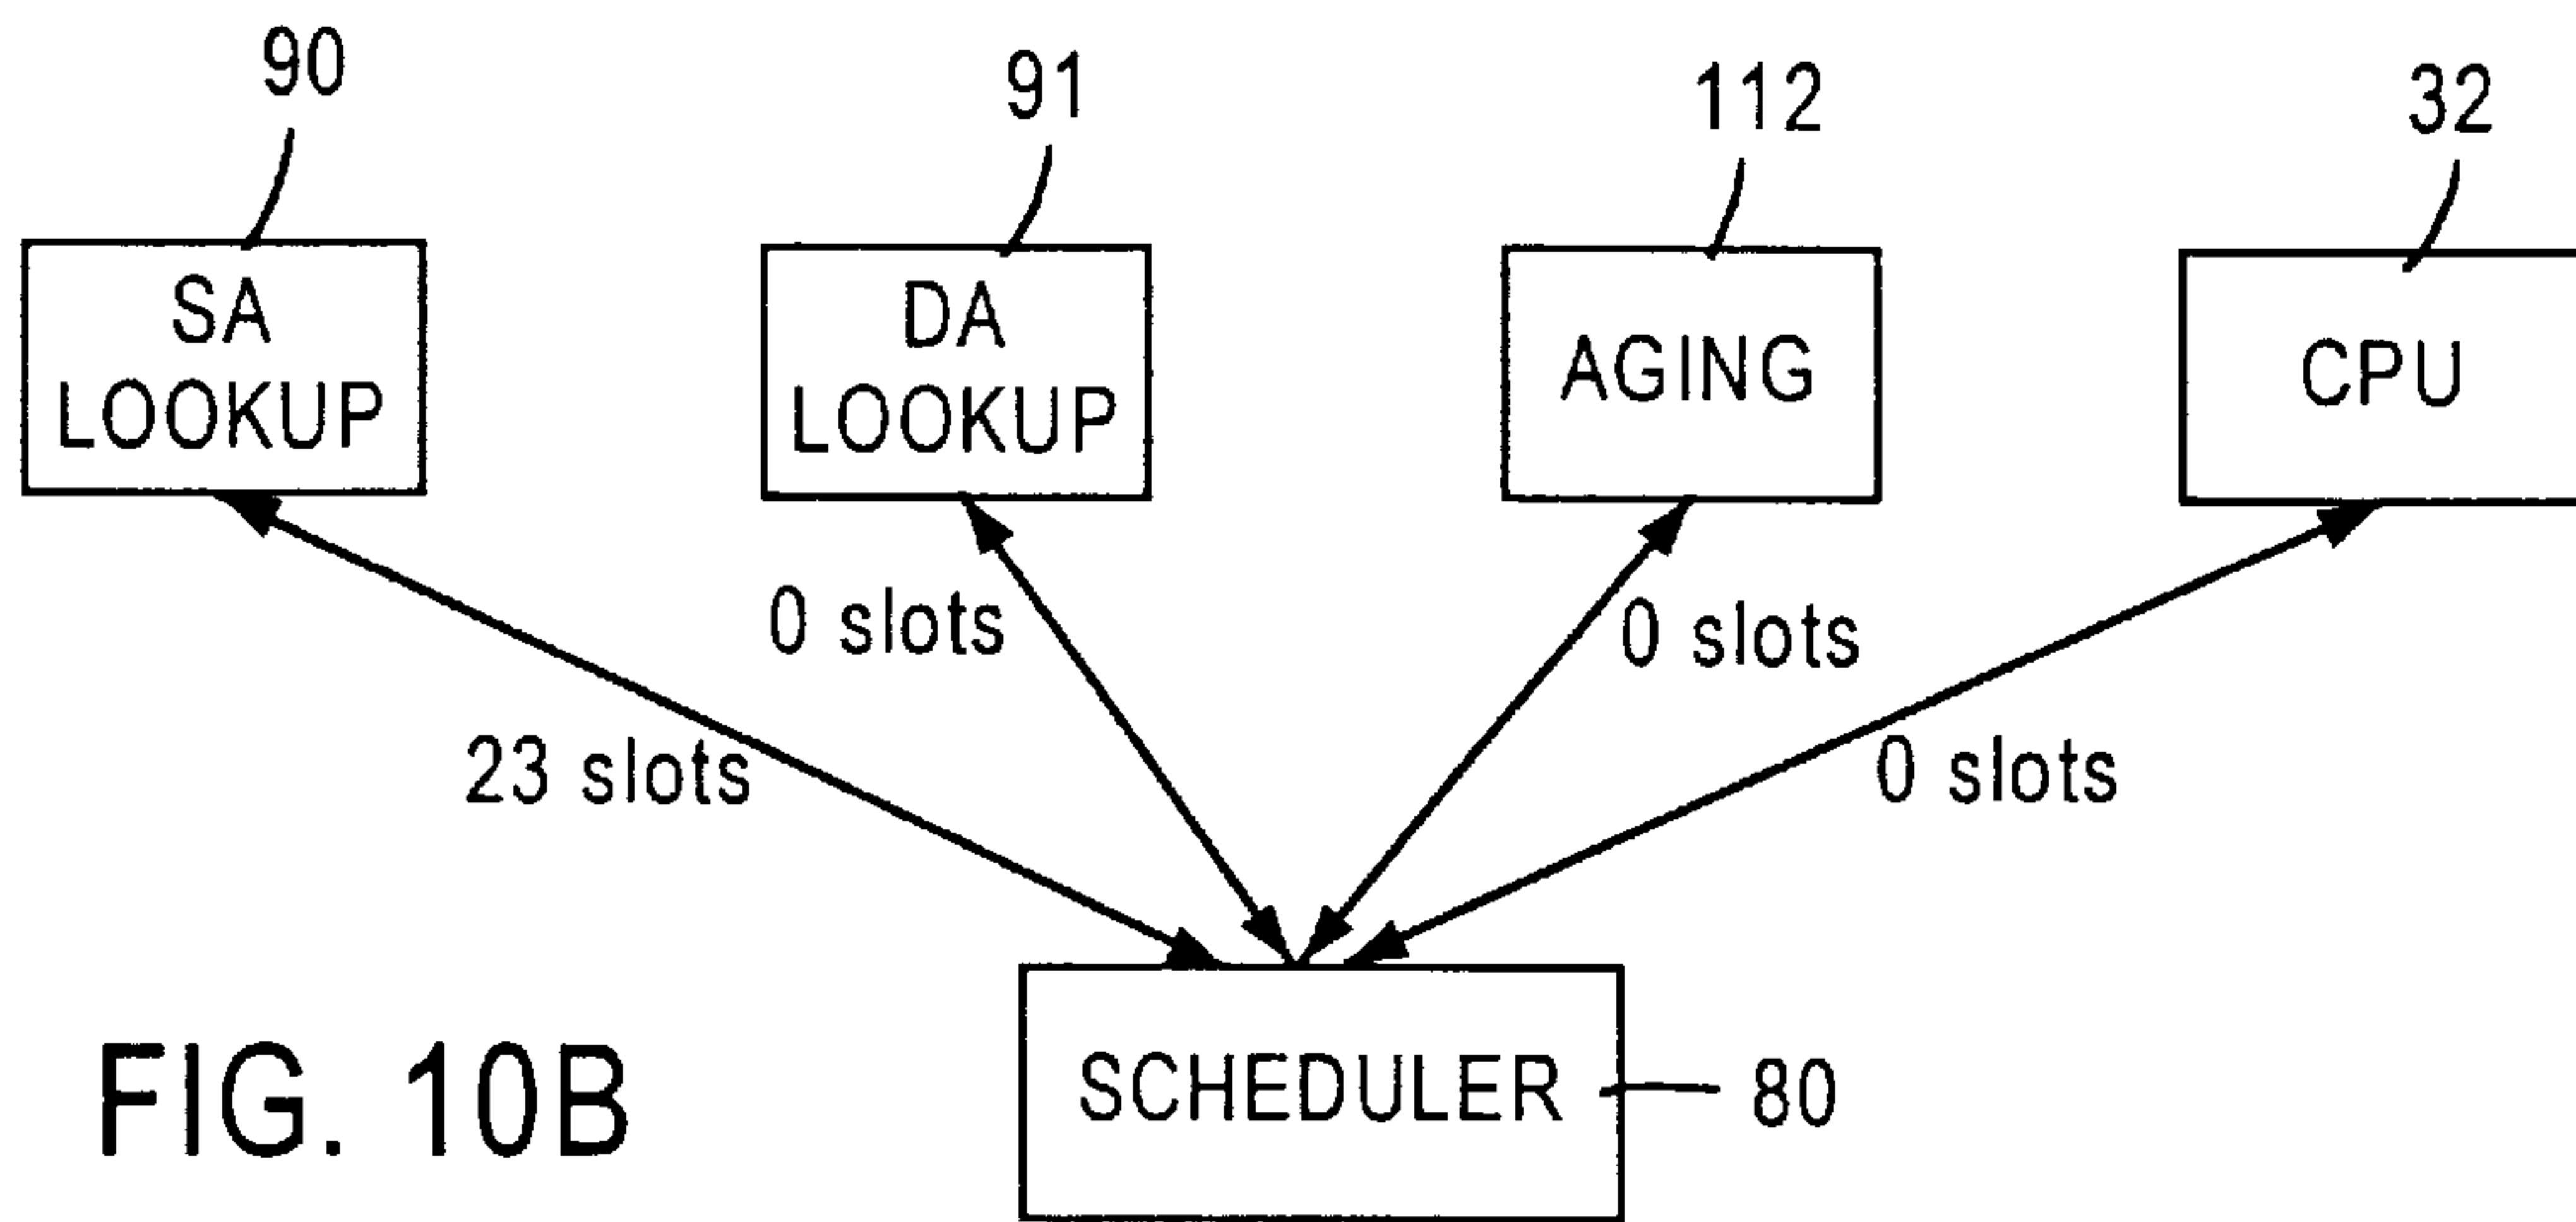 90
91
112
32
SA
LOOKUP
DA
LOOKUP
AGING
CPU
0 slots
0 slots
23 slots
0 slots
SCHEDULER
80
FIG. 10B